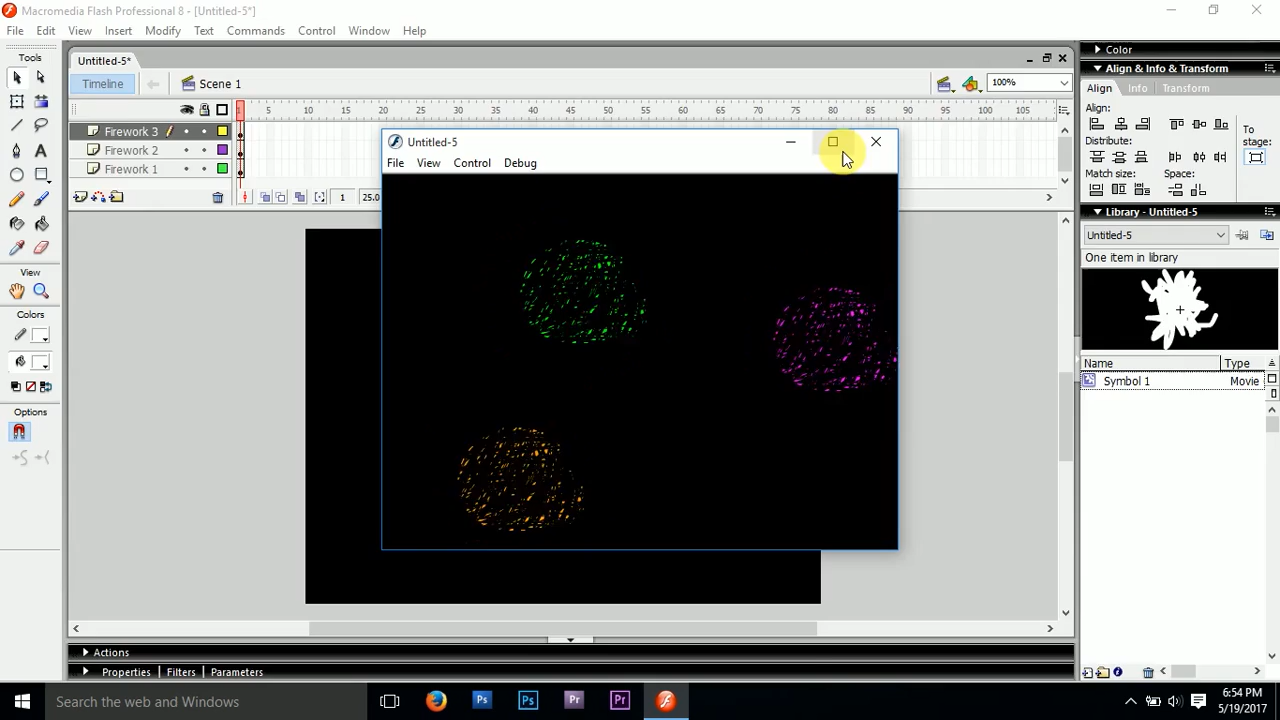 Macromedia Flash Professional 8 - [Untitled-5*]
File Edit View Insert Modify Text Commands Control Window Help
Tools
View
Colors
Options
Untitled-5*
Timeline
Scene 1
100%
1 5 10 15 20 25 30 35 40 45 50 55 60 65 70 75 80 85 90 95 100 105
Firework 3
Firework 2
Firework 1
1 25.0
Untitled-5
File View Control Debug
Actions
Properties Filters Parameters
Color
Align & Info & Transform
Align Info Transform
Align:
To stage:
Distribute:
Match size: Space:
Library - Untitled-5
Untitled-5
One item in library
Name Type
Symbol 1 Movie
Search the web and Windows
Ps Ps Pr Pr
6:54 PM
5/19/2017